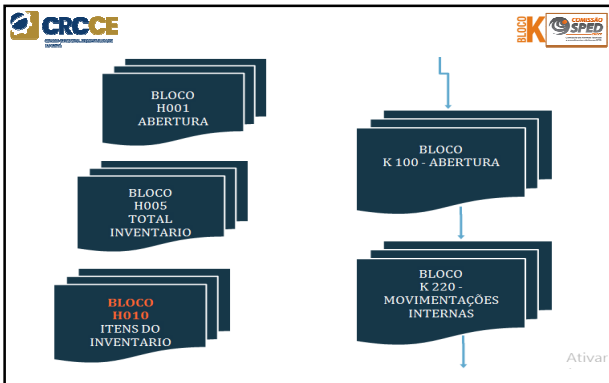 CRCCE
BLOCO
K
COMISSÃO
SPED
BLOCO
H001
ABERTURA
BLOCO
H005
TOTAL
INVENTARIO
BLOCO
H010
ITENS DO
INVENTARIO
BLOCO
K 100 - ABERTURA
BLOCO
K 220 -
MOVIMENTAÇÕES
INTERNAS
Ativar